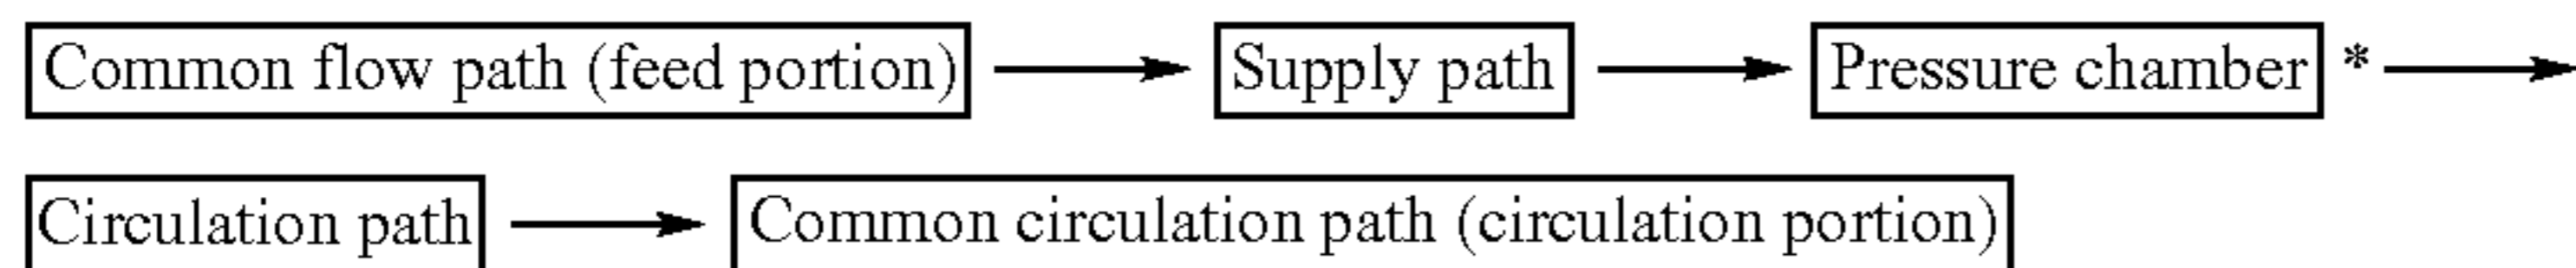 Common flow path (feed portion) → Supply path → Pressure chamber * →
Circulation path → Common circulation path (circulation portion)